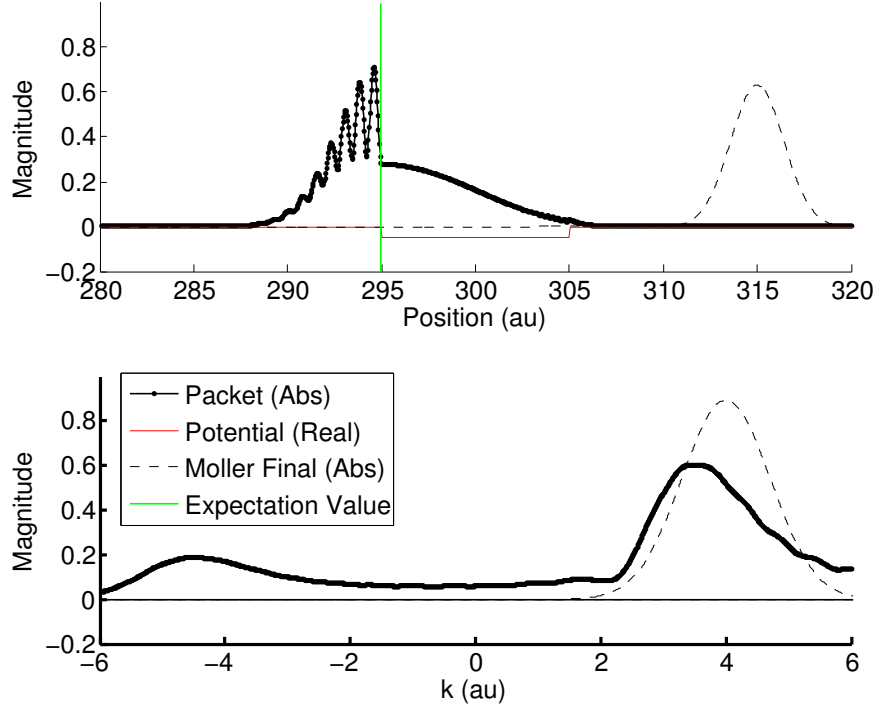 0.8
0.6
0.4
0.2
0
−0.2
Magnitude
280 285 290 295 300 305 310 315 320
Position (au)
Packet (Abs)
Potential (Real)
Moller Final (Abs)
Expectation Value
0.8
0.6
0.4
0.2
0
−0.2
Magnitude
−6 −4 −2 0 2 4 6
k (au)